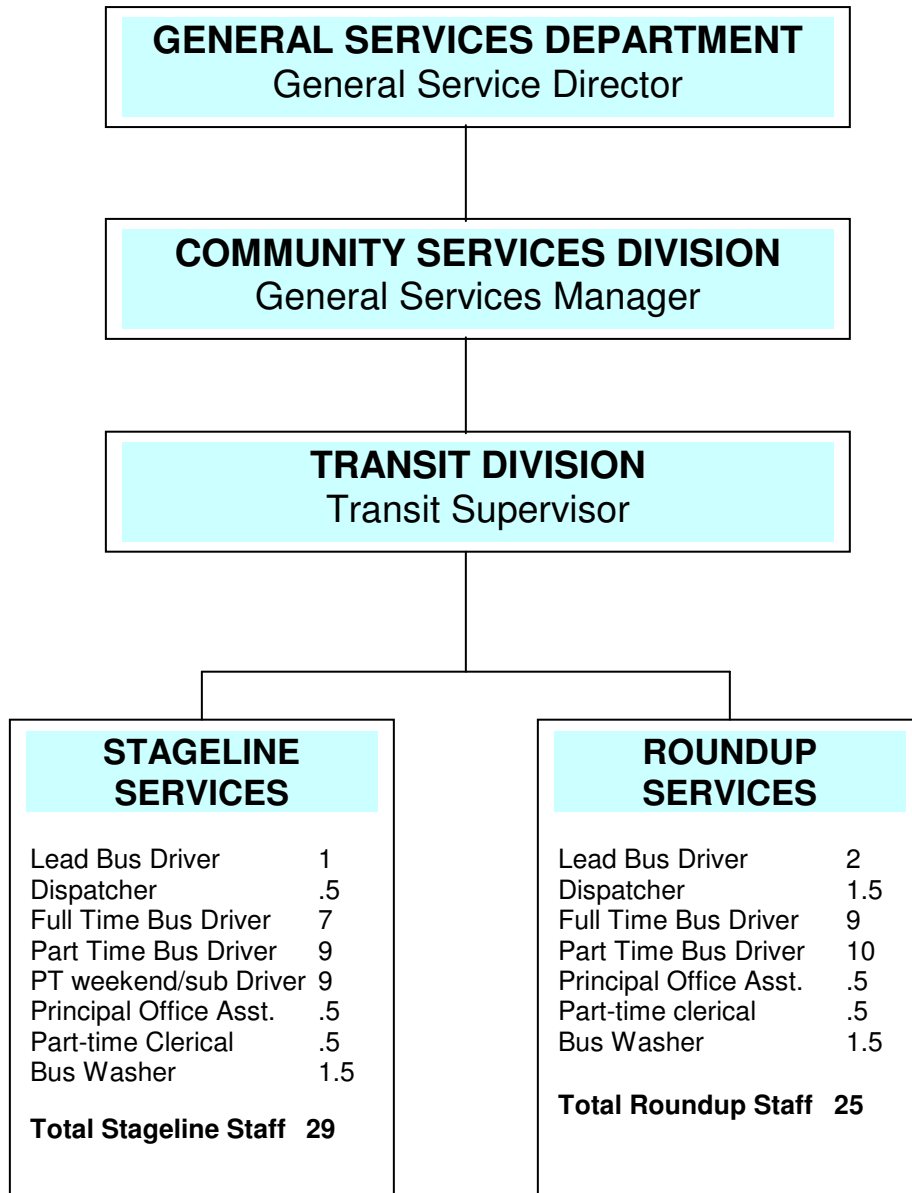 GENERAL SERVICES DEPARTMENT
General Service Director
COMMUNITY SERVICES DIVISION
General Services Manager
TRANSIT DIVISION
Transit Supervisor
STAGELINE
SERVICES
Lead Bus Driver 1
Dispatcher .5
Full Time Bus Driver 7
Part Time Bus Driver 9
PT weekend/sub Driver 9
Principal Office Asst. .5
Part-time Clerical .5
Bus Washer 1.5
Total Stageline Staff 29
ROUNDUP
SERVICES
Lead Bus Driver 2
Dispatcher 1.5
Full Time Bus Driver 9
Part Time Bus Driver 10
Principal Office Asst. .5
Part-time clerical .5
Bus Washer 1.5
Total Roundup Staff 25